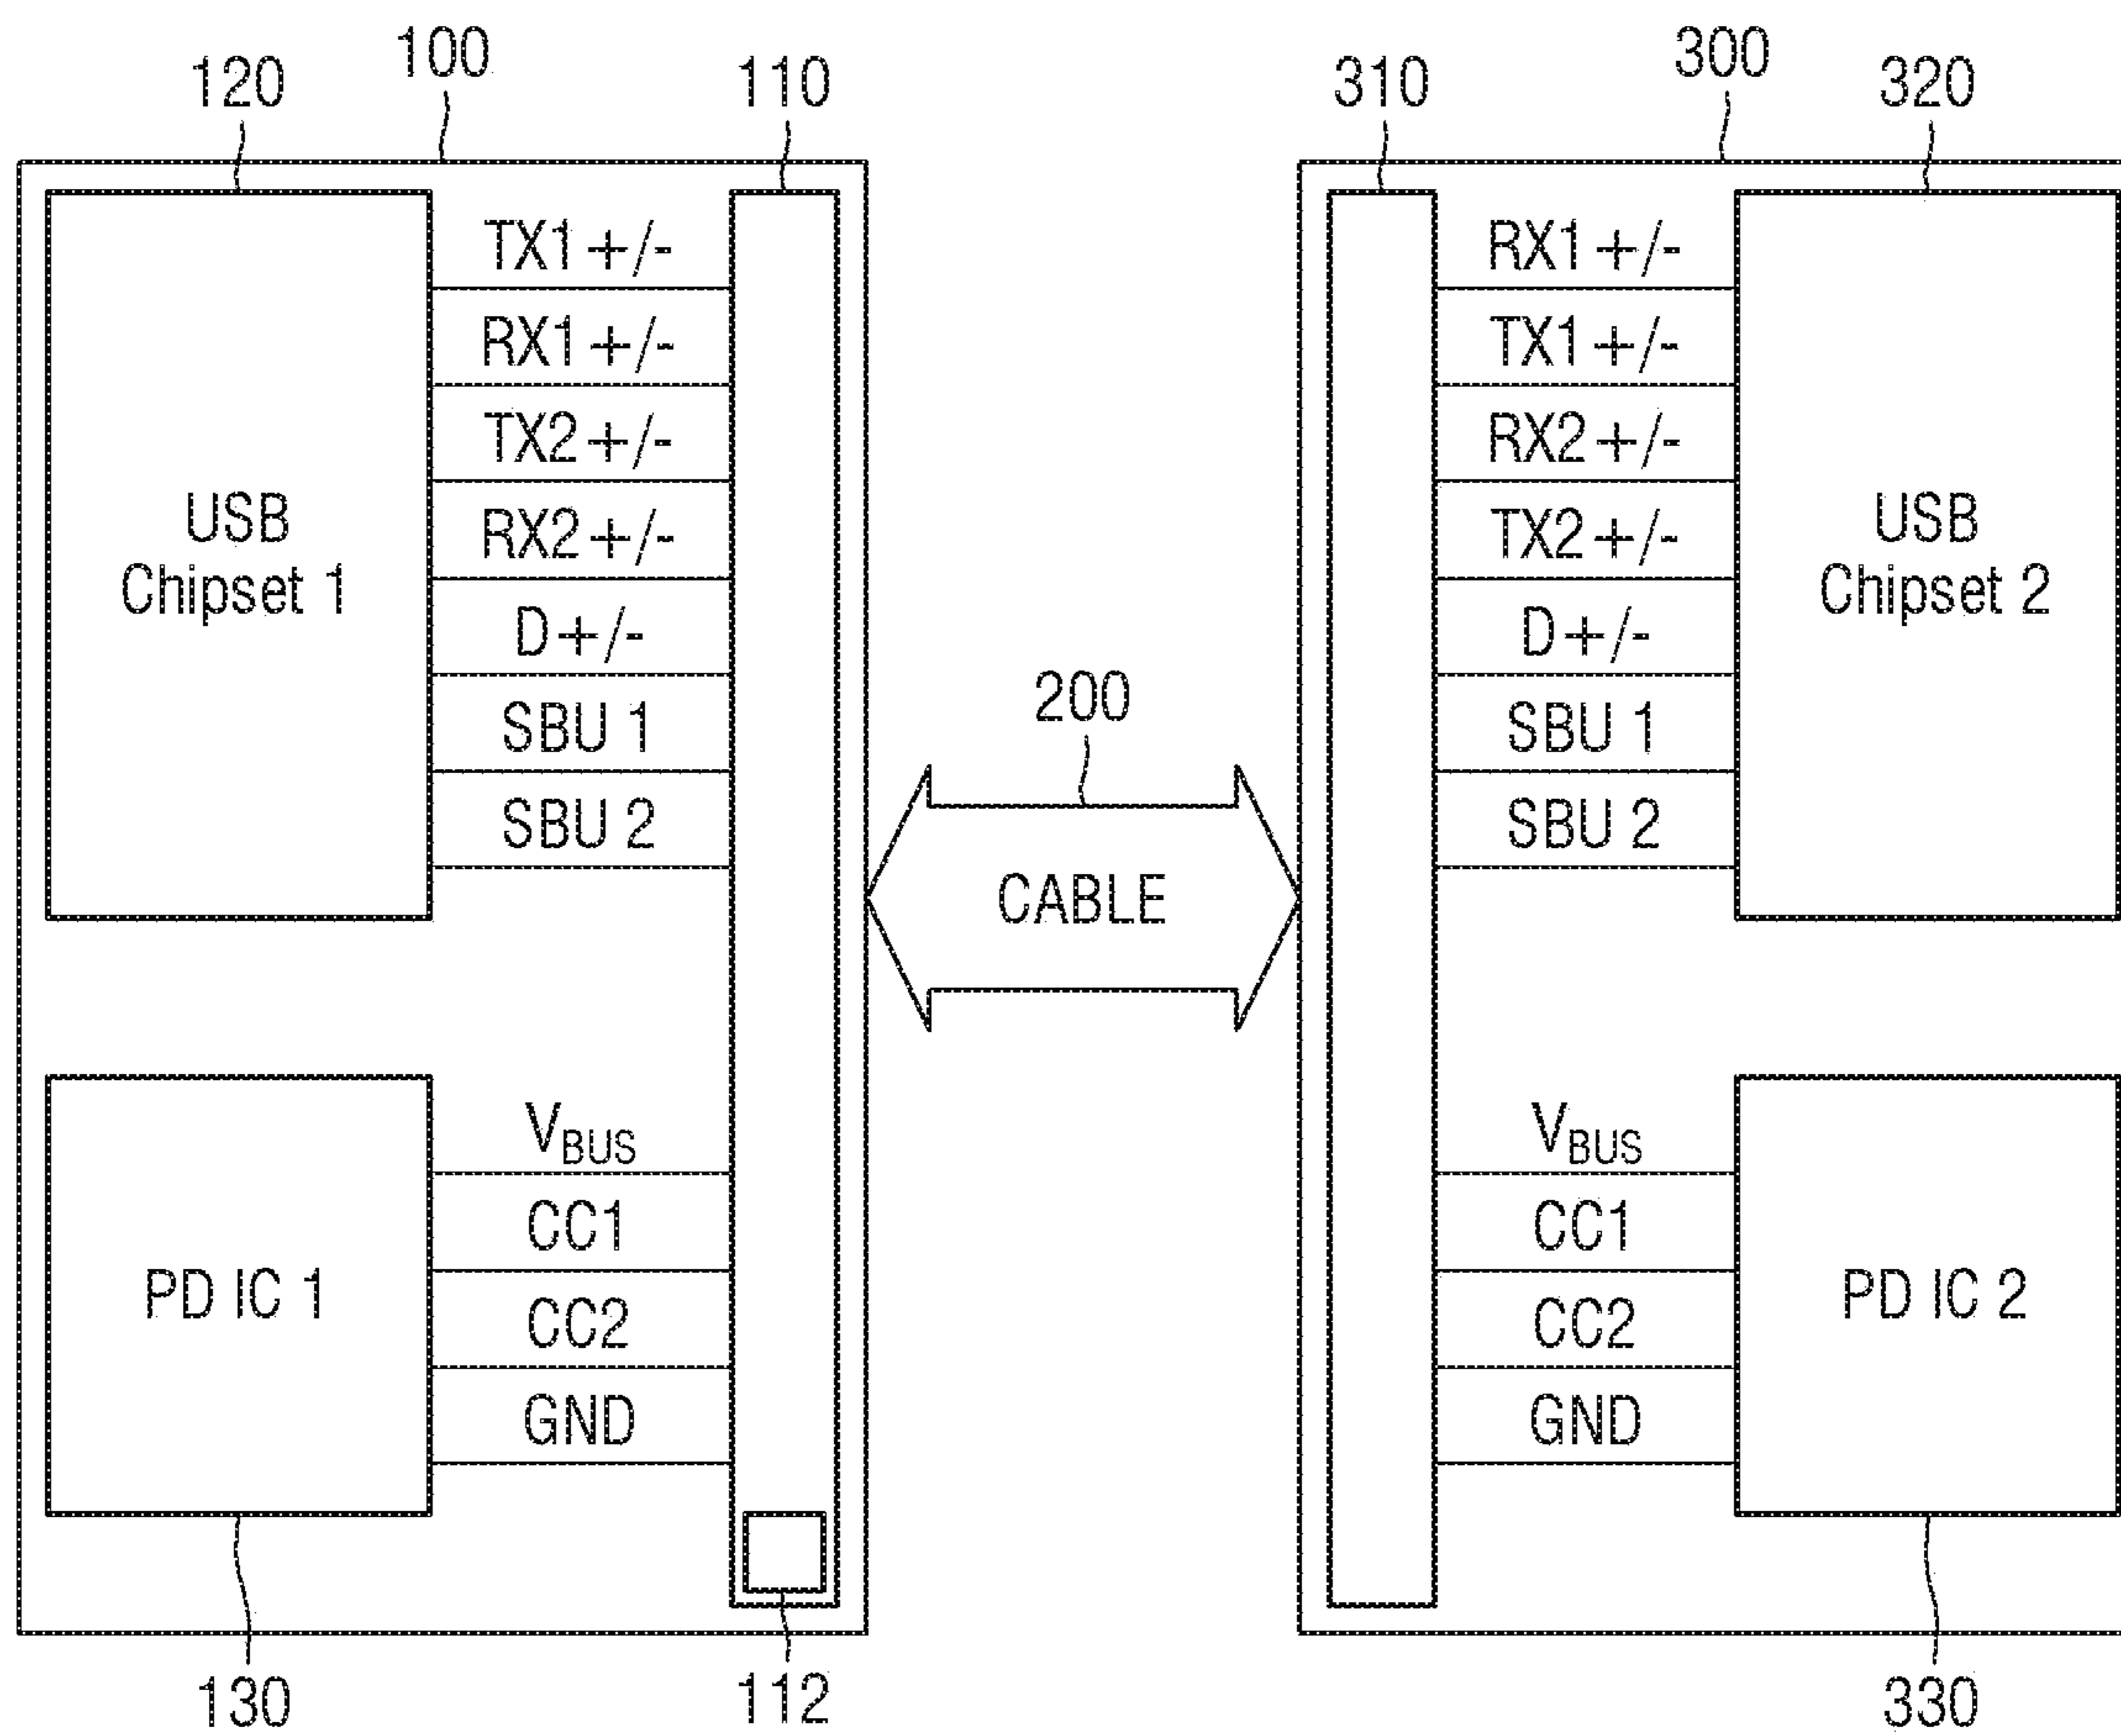 120
100
110
310
300
320
TX1 +/-
RX1 +/-
TX2 +/-
RX2 +/-
D +/-
SBU 1
SBU 2
USB
Chipset 1
200
CABLE
RX1 +/-
TX1 +/-
RX2 +/-
TX2 +/-
D +/-
SBU 1
SBU 2
USB
Chipset 2
PD IC 1
VBUS
CC1
CC2
GND
VBUS
CC1
CC2
GND
PD IC 2
130
112
330